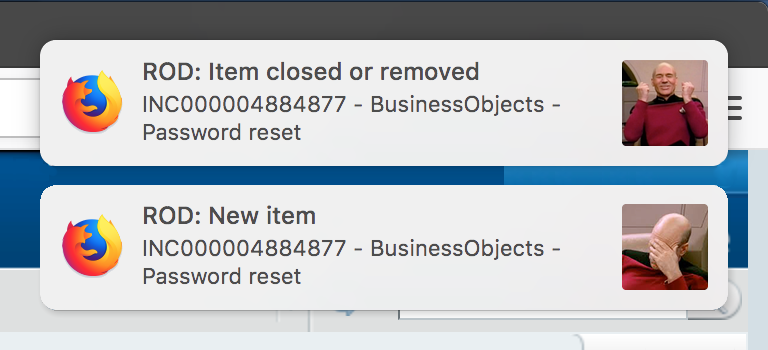 ROD: Item closed or removed
INC000004884877 - BusinessObjects -
Password reset
ROD: New item
INC000004884877 - BusinessObjects -
Password reset